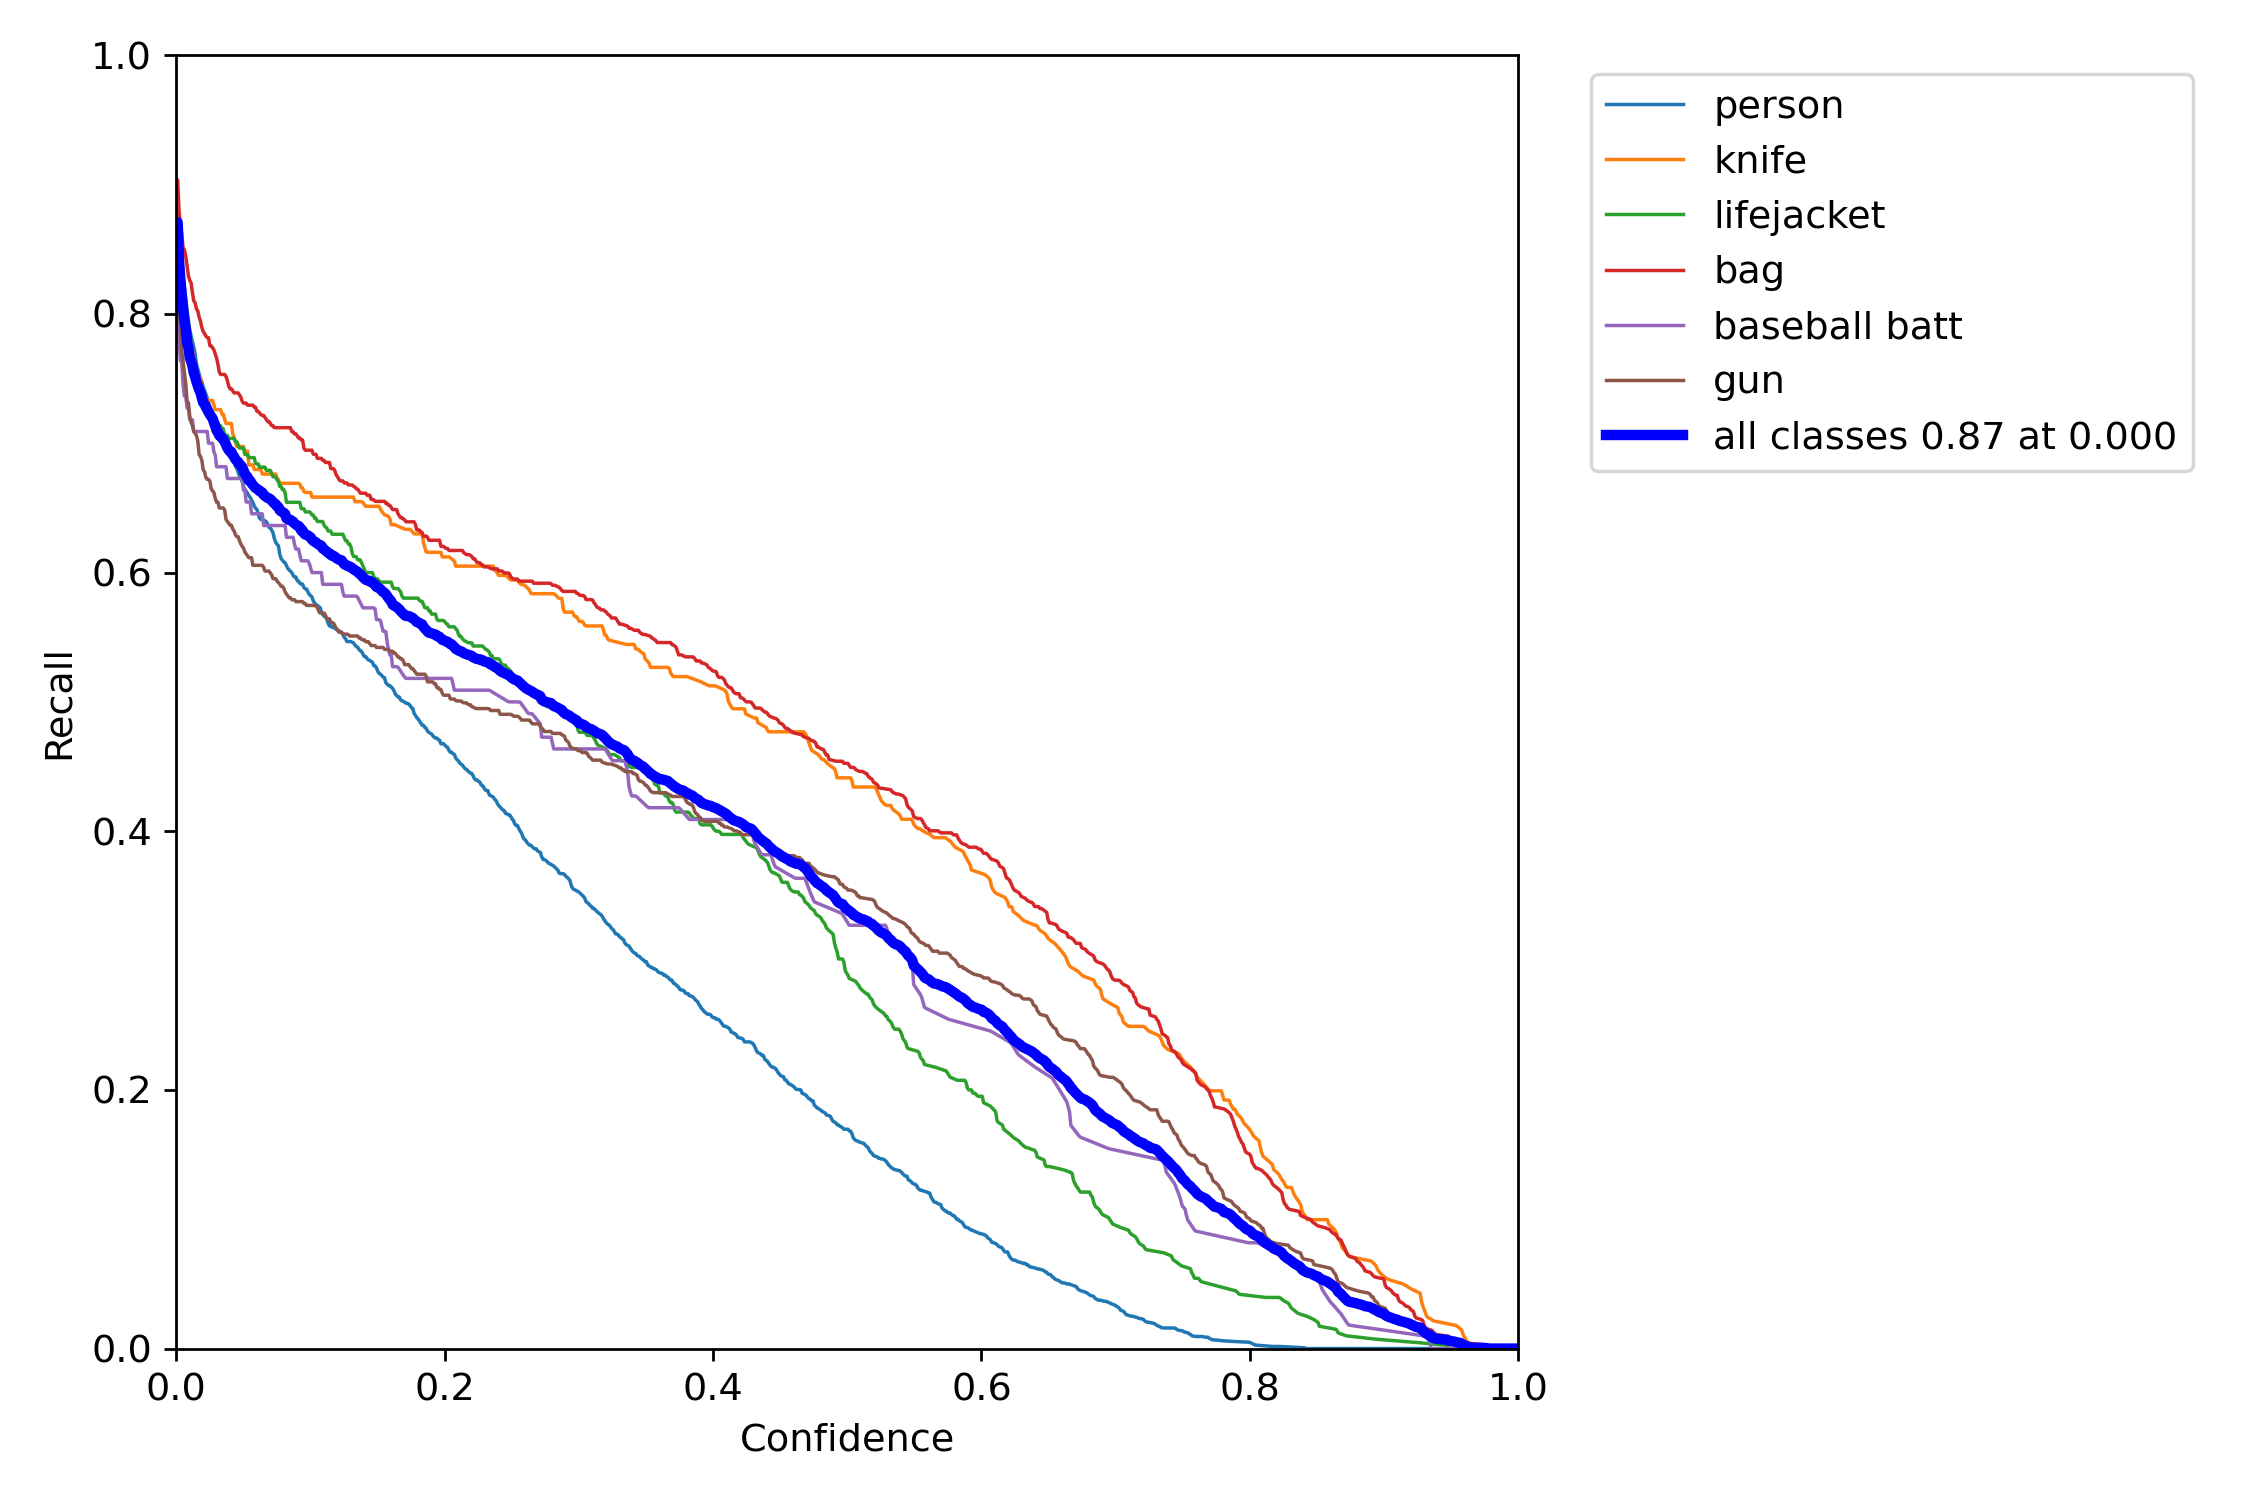 1.0
0.8
0.6
0.4
0.2
0.0
Recall
0.0 0.2 0.4 0.6 0.8 1.0
Confidence
person
knife
lifejacket
bag
baseball batt
gun
all classes 0.87 at 0.000